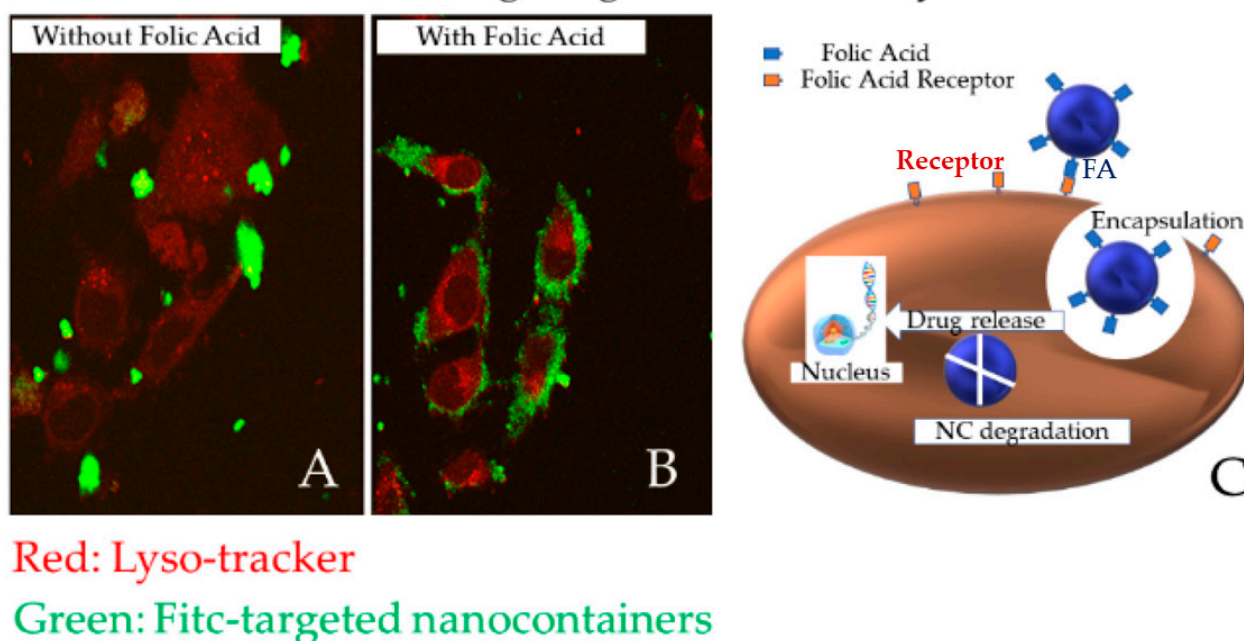 Without Folic Acid
With Folic Acid
A
B
Folic Acid
Folic Acid Receptor
Receptor
FA
Encapsulation
Drug release
Nucleus
NC degradation
C
Red: Lyso-tracker
Green: Fitc-targeted nanocontainers